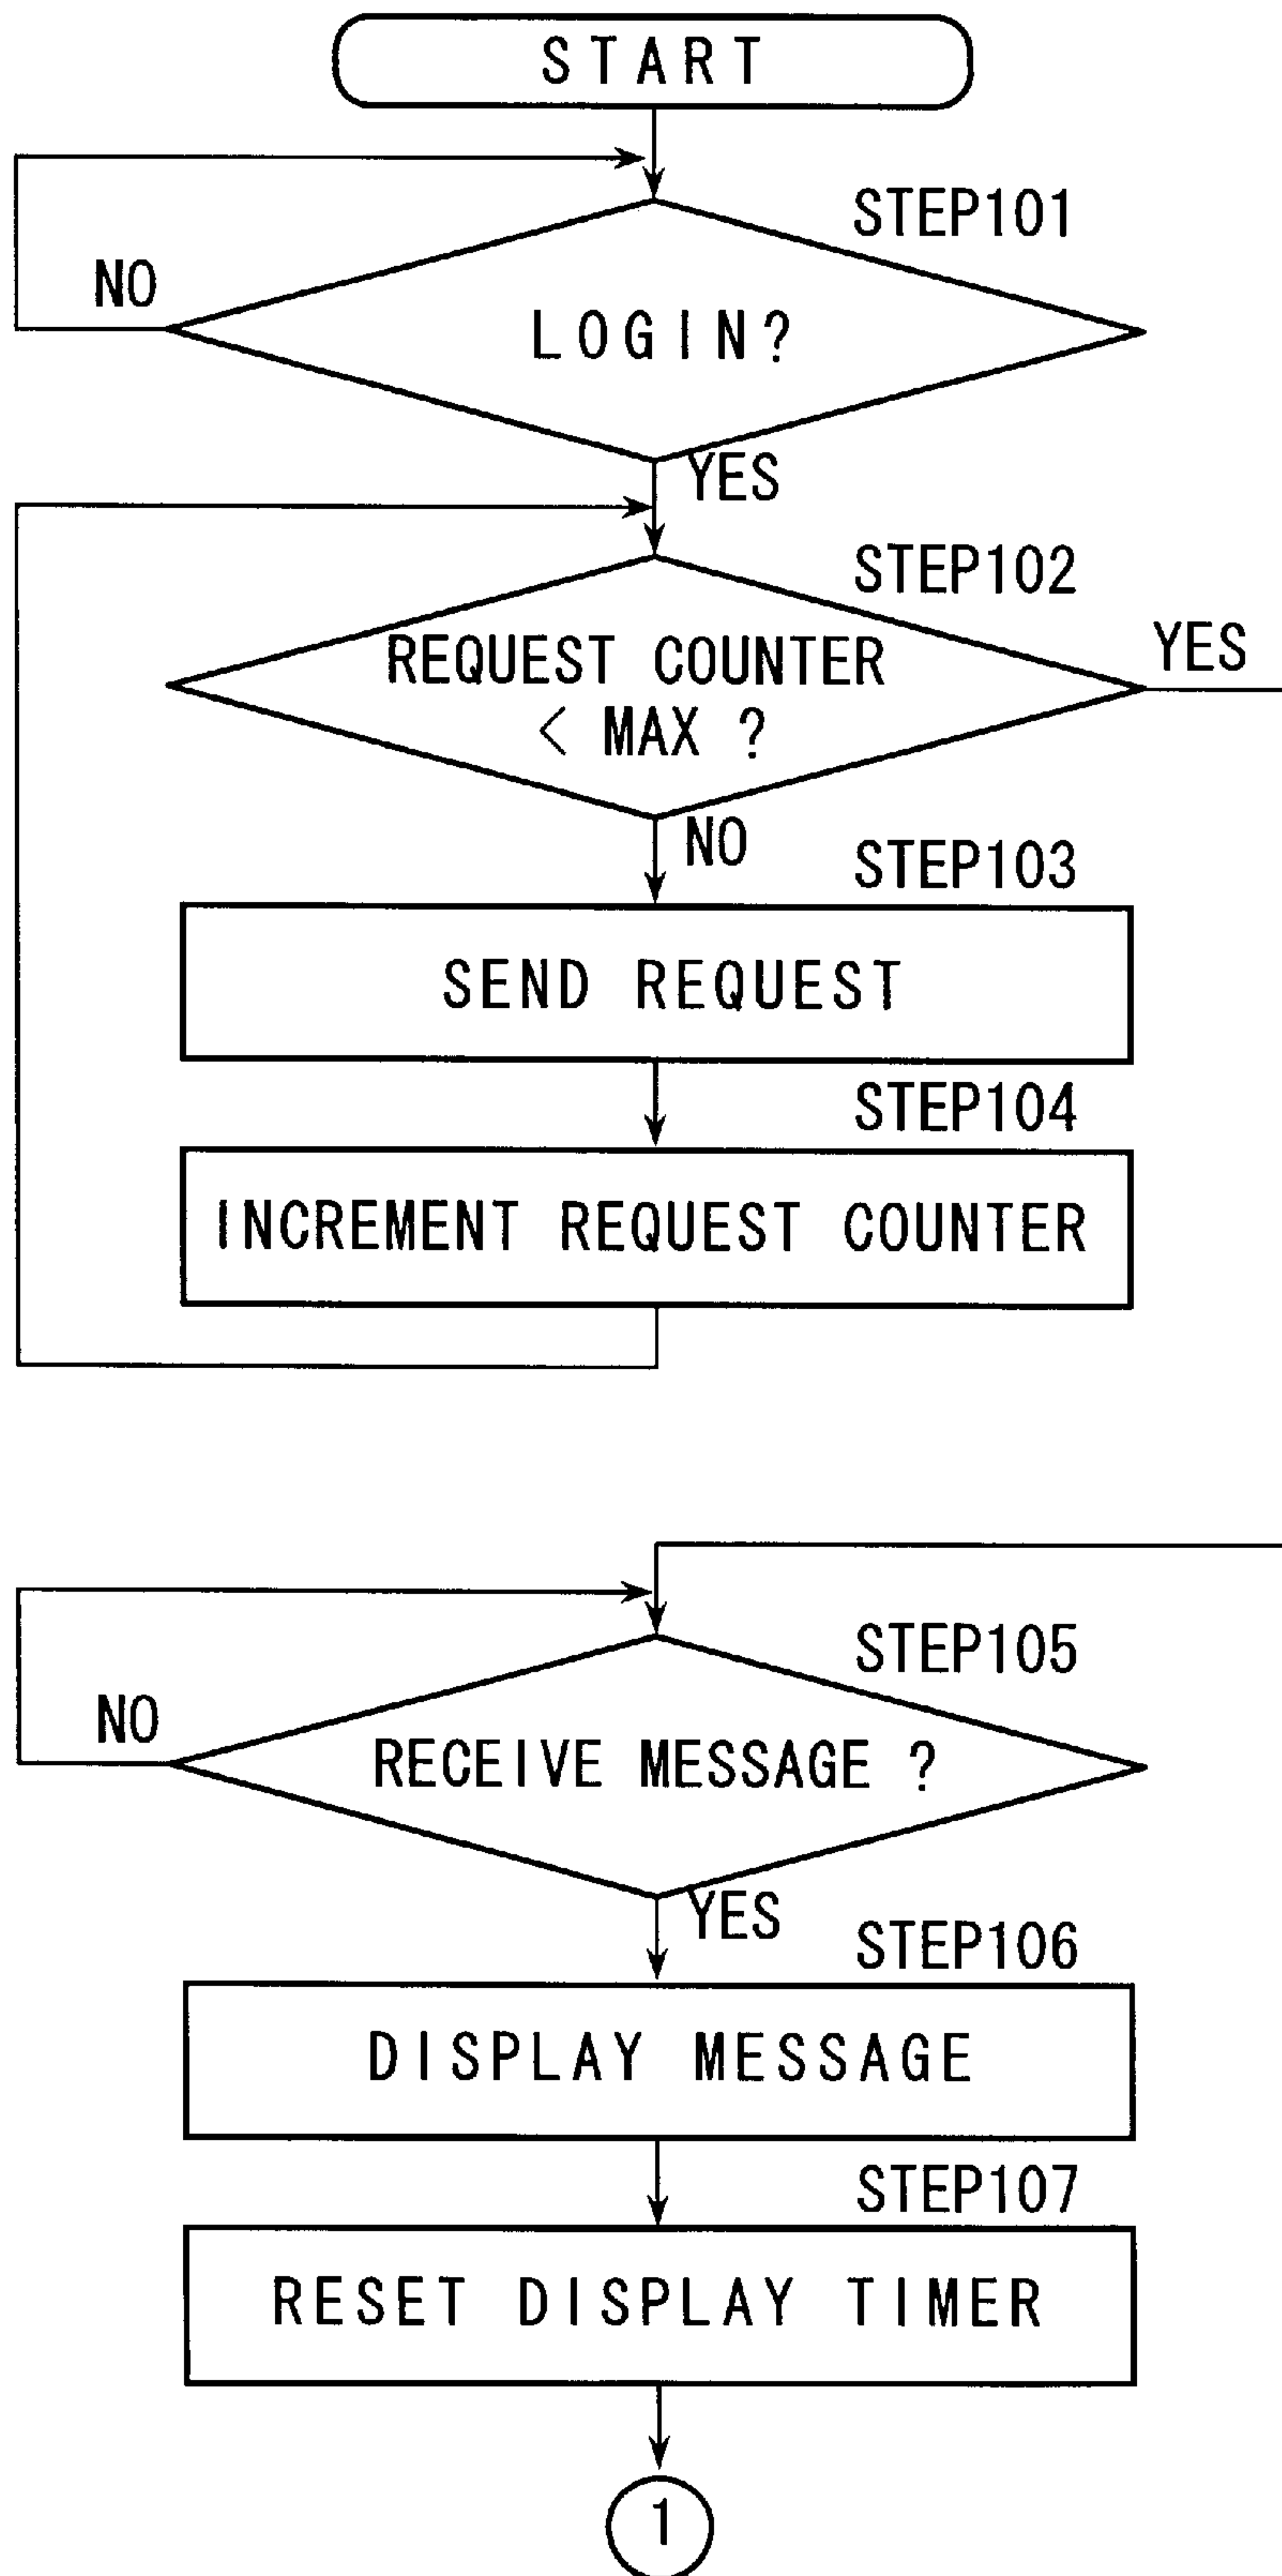 START
STEP101
NO
LOGIN?
YES
STEP102
YES
REQUEST COUNTER
< MAX ?
NO
STEP103
SEND REQUEST
STEP104
INCREMENT REQUEST COUNTER
STEP105
NO
RECEIVE MESSAGE ?
YES
STEP106
DISPLAY MESSAGE
STEP107
RESET DISPLAY TIMER
1